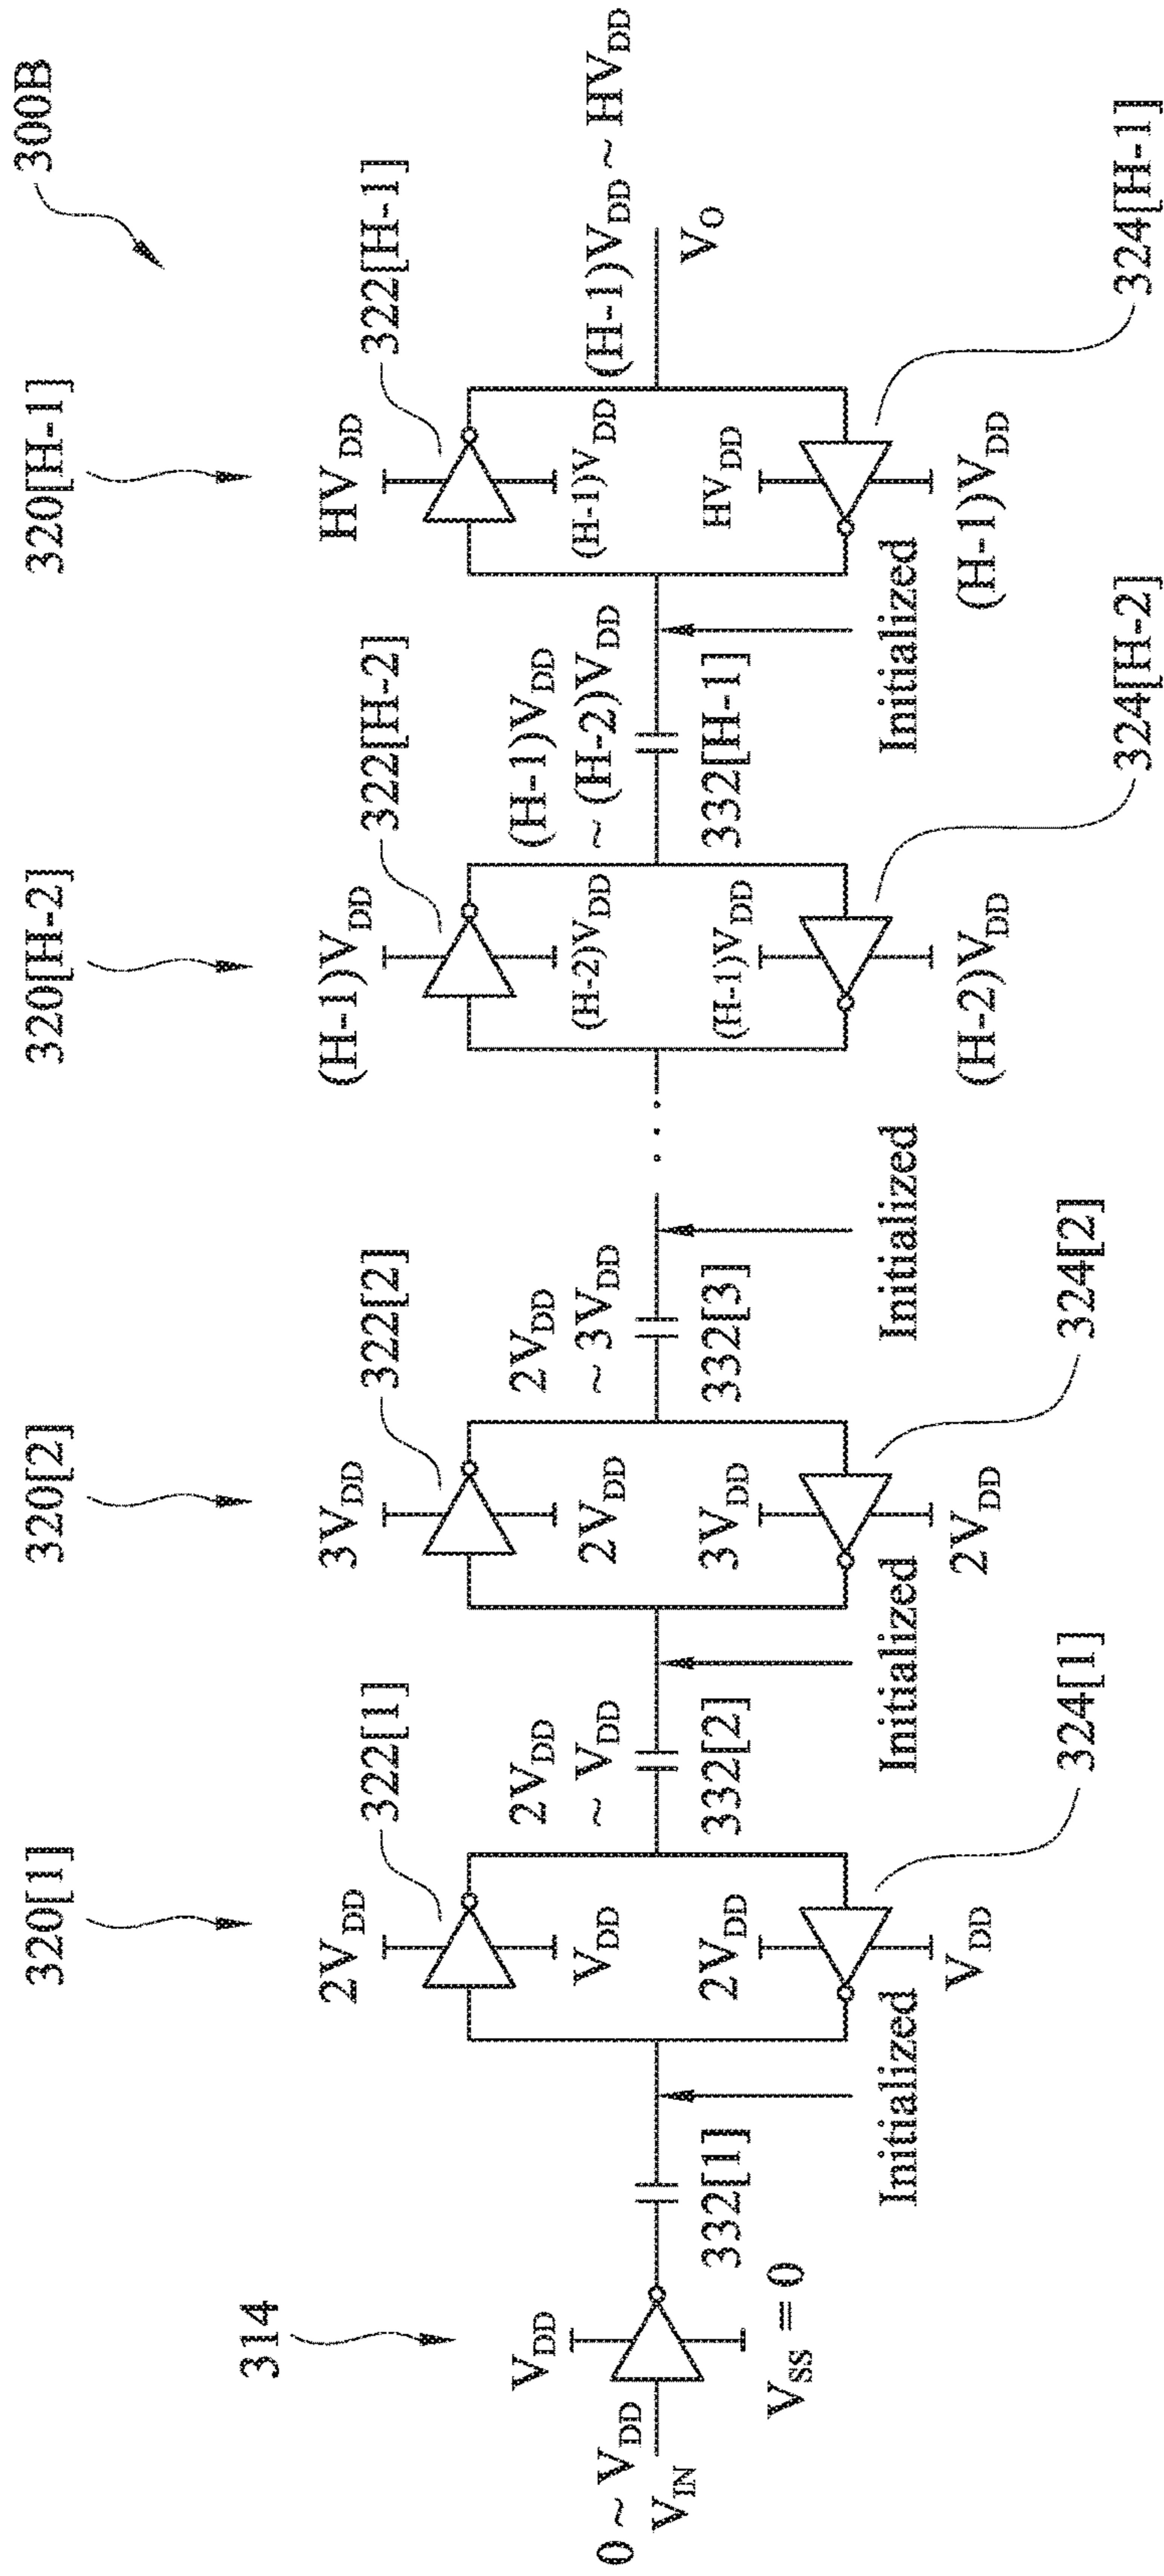 300B
320[1]
320[2]
320[H-2]
320[H-1]
314
0 ~ V_DD
V_IN
V_DD
V_SS = 0
332[1]
Initialized
2V_DD
V_DD
322[1]
2V_DD
V_DD
324[1]
2V_DD
~ V_DD
332[2]
Initialized
3V_DD
2V_DD
322[2]
3V_DD
2V_DD
324[2]
2V_DD
~ 3V_DD
332[3]
Initialized
. . .
(H-1)V_DD
(H-2)V_DD
322[H-2]
(H-1)V_DD
(H-2)V_DD
324[H-2]
(H-1)V_DD
~ (H-2)V_DD
332[H-1]
Initialized
HV_DD
(H-1)V_DD
322[H-1]
HV_DD
(H-1)V_DD
324[H-1]
(H-1)V_DD ~ HV_DD
V_O